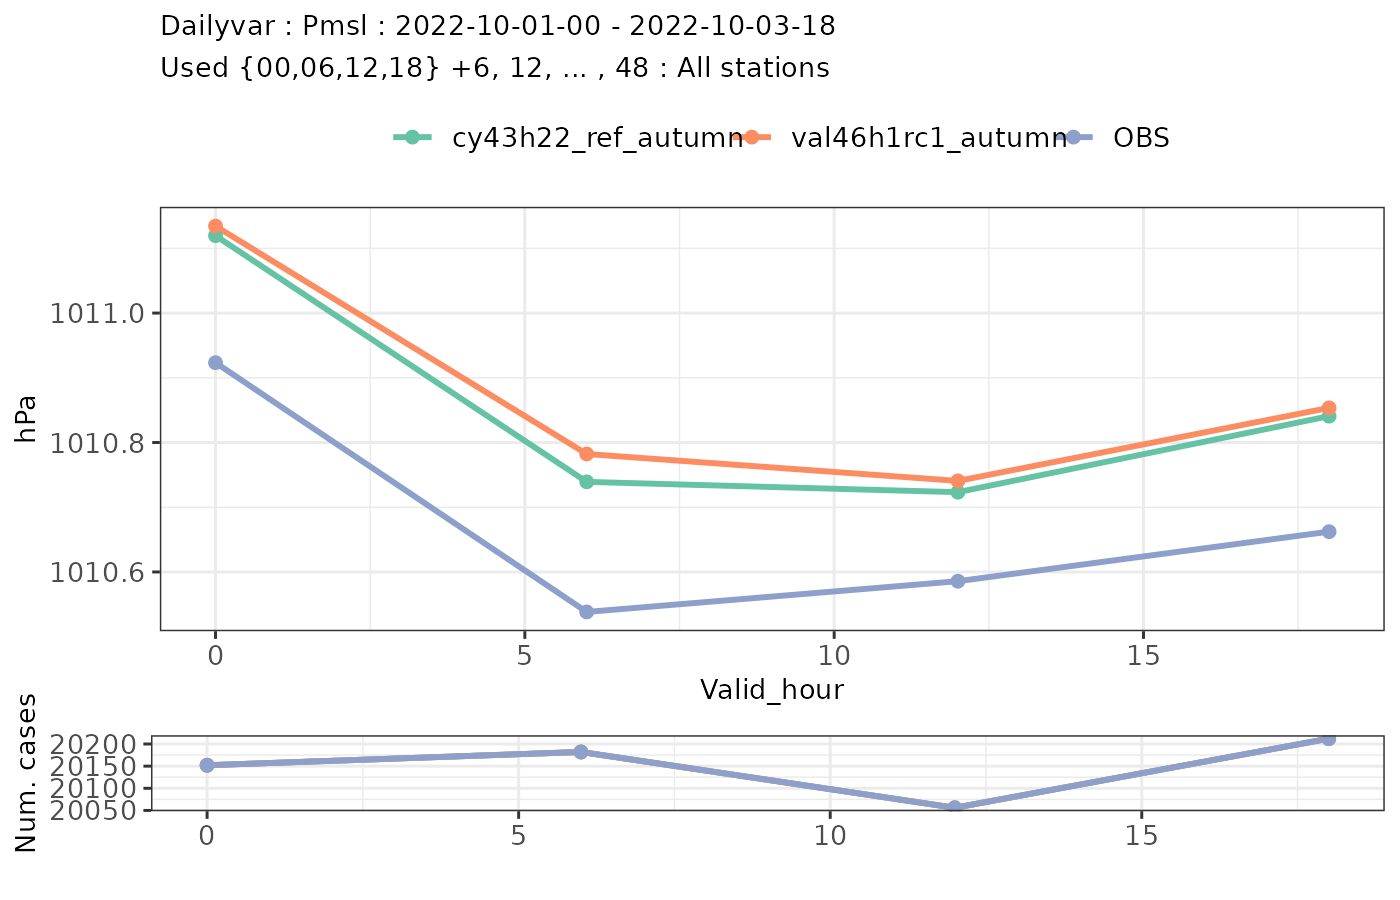 Dailyvar : Pmsl : 2022-10-01-00 - 2022-10-03-18
Used {00,06,12,18} +6, 12, ... , 48 : All stations
cy43h22_ref_autumn val46h1rc1_autumn OBS
hPa
1011.0
1010.8
1010.6
0 5 10 15
Valid_hour
Num. cases
20200
20150
20100
20050
0 5 10 15